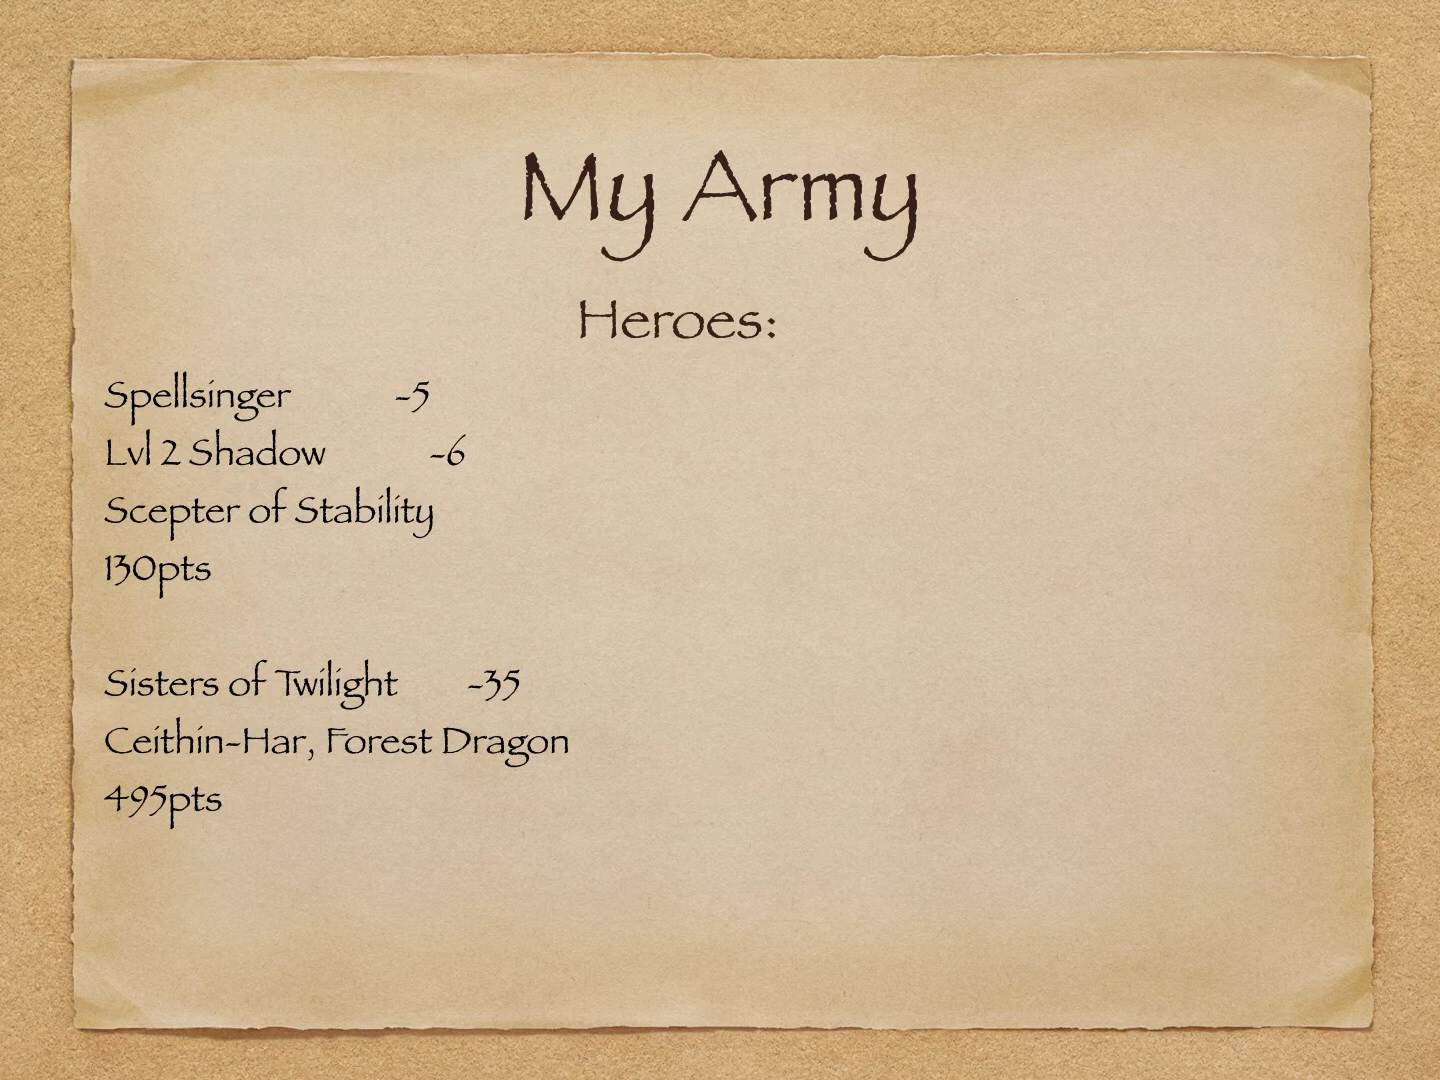 My Army
Heroes:
Spellsinger -5
Lvl 2 Shadow -6
Scepter of Stability
130pts
Sisters of Twilight -35
Ceithin-Har, Forest Dragon
495pts